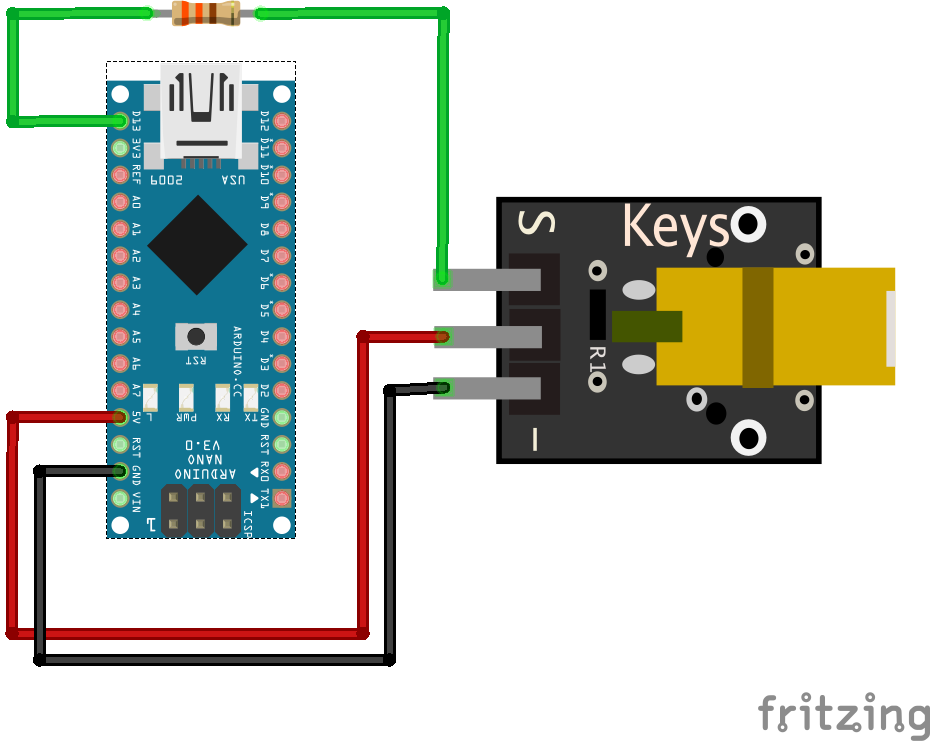 D13
3V3
REF
A0
A1
A2
A3
A4
A5
A6
A7
5V
RST
GND
VIN
D12
D11
D10
D9
D8
D7
D6
D5
D4
D3
D2
GND
RST
RX0
TX1
USA
2009
RST
ARDUINO.CC
L
PWR
RX
TX
ARDUINO
NANO
V3.0
1
ICSP
S
Keys
R1
–
fritzing